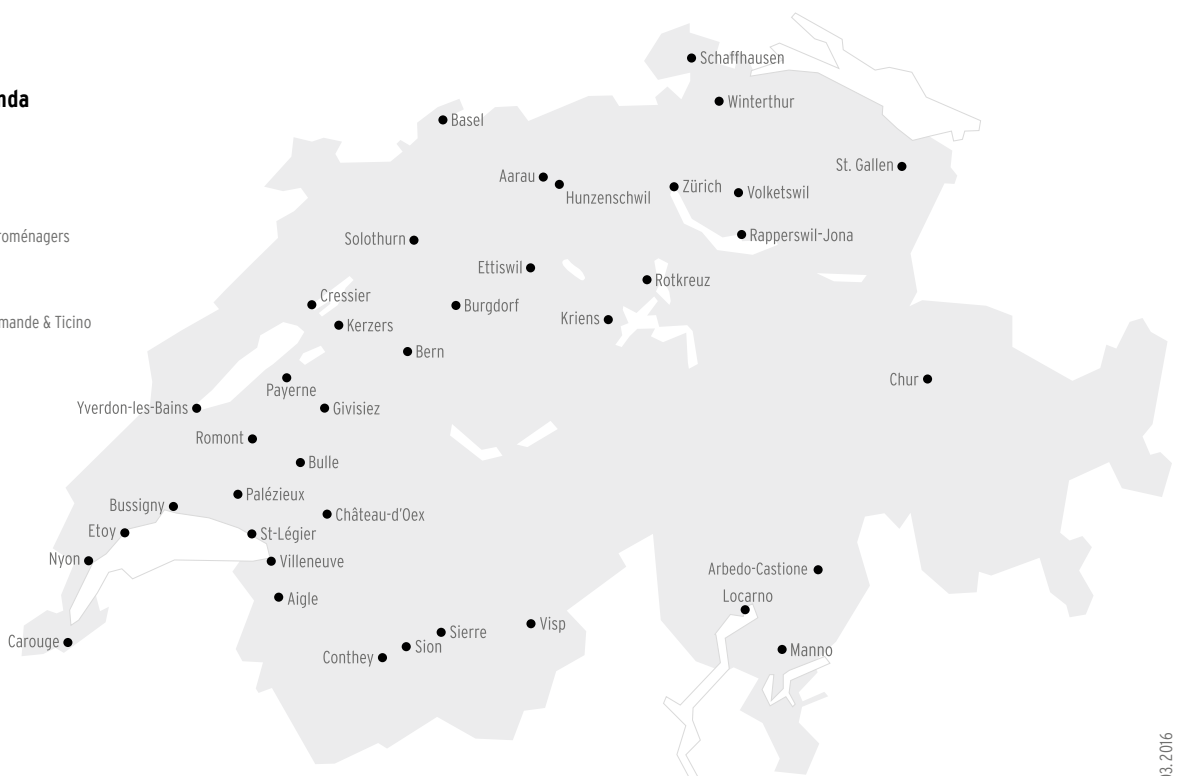 Schaffhausen
nda
Winterthur
Basel
St. Gallen
Aarau
Zürich
Volketswil
Hunzenschwil
roménagers
Rapperswil-Jona
Solothurn
Ettiswil
Rotkreuz
Cressier
Burgdorf
Kriens
mande & Ticino
Kerzers
Bern
Chur
Payerne
Yverdon-les-Bains
Givisiez
Romont
Bulle
Palézieux
Bussigny
Château-d'Oex
Etoy
St-Légier
Nyon
Villeneuve
Arbedo-Castione
Locarno
Aigle
Visp
Sierre
Carouge
Sion
Manno
Conthey
03. 2016